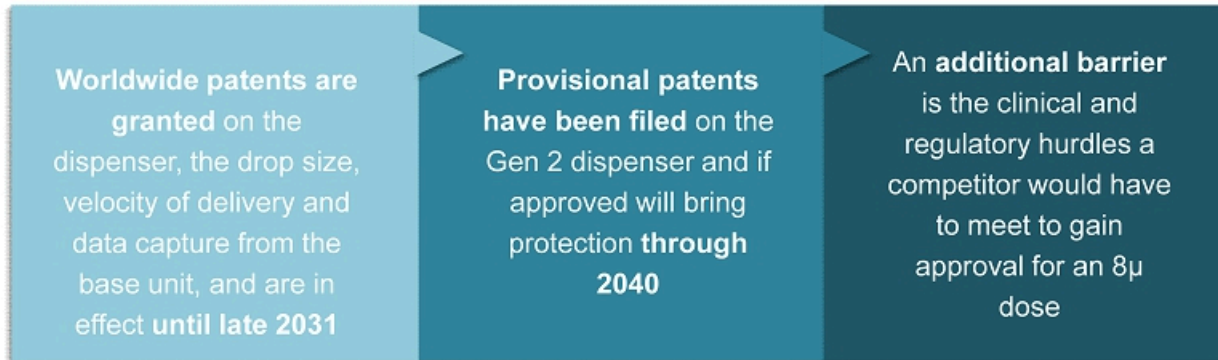 Worldwide patents are
granted on the
dispenser, the drop size,
velocity of delivery and
data capture from the
base unit, and are in
effect until late 2031
Provisional patents
have been filed on the
Gen 2 dispenser and if
approved will bring
protection through
2040
An additional barrier
is the clinical and
regulatory hurdles a
competitor would have
to meet to gain
approval for an 8µ
dose